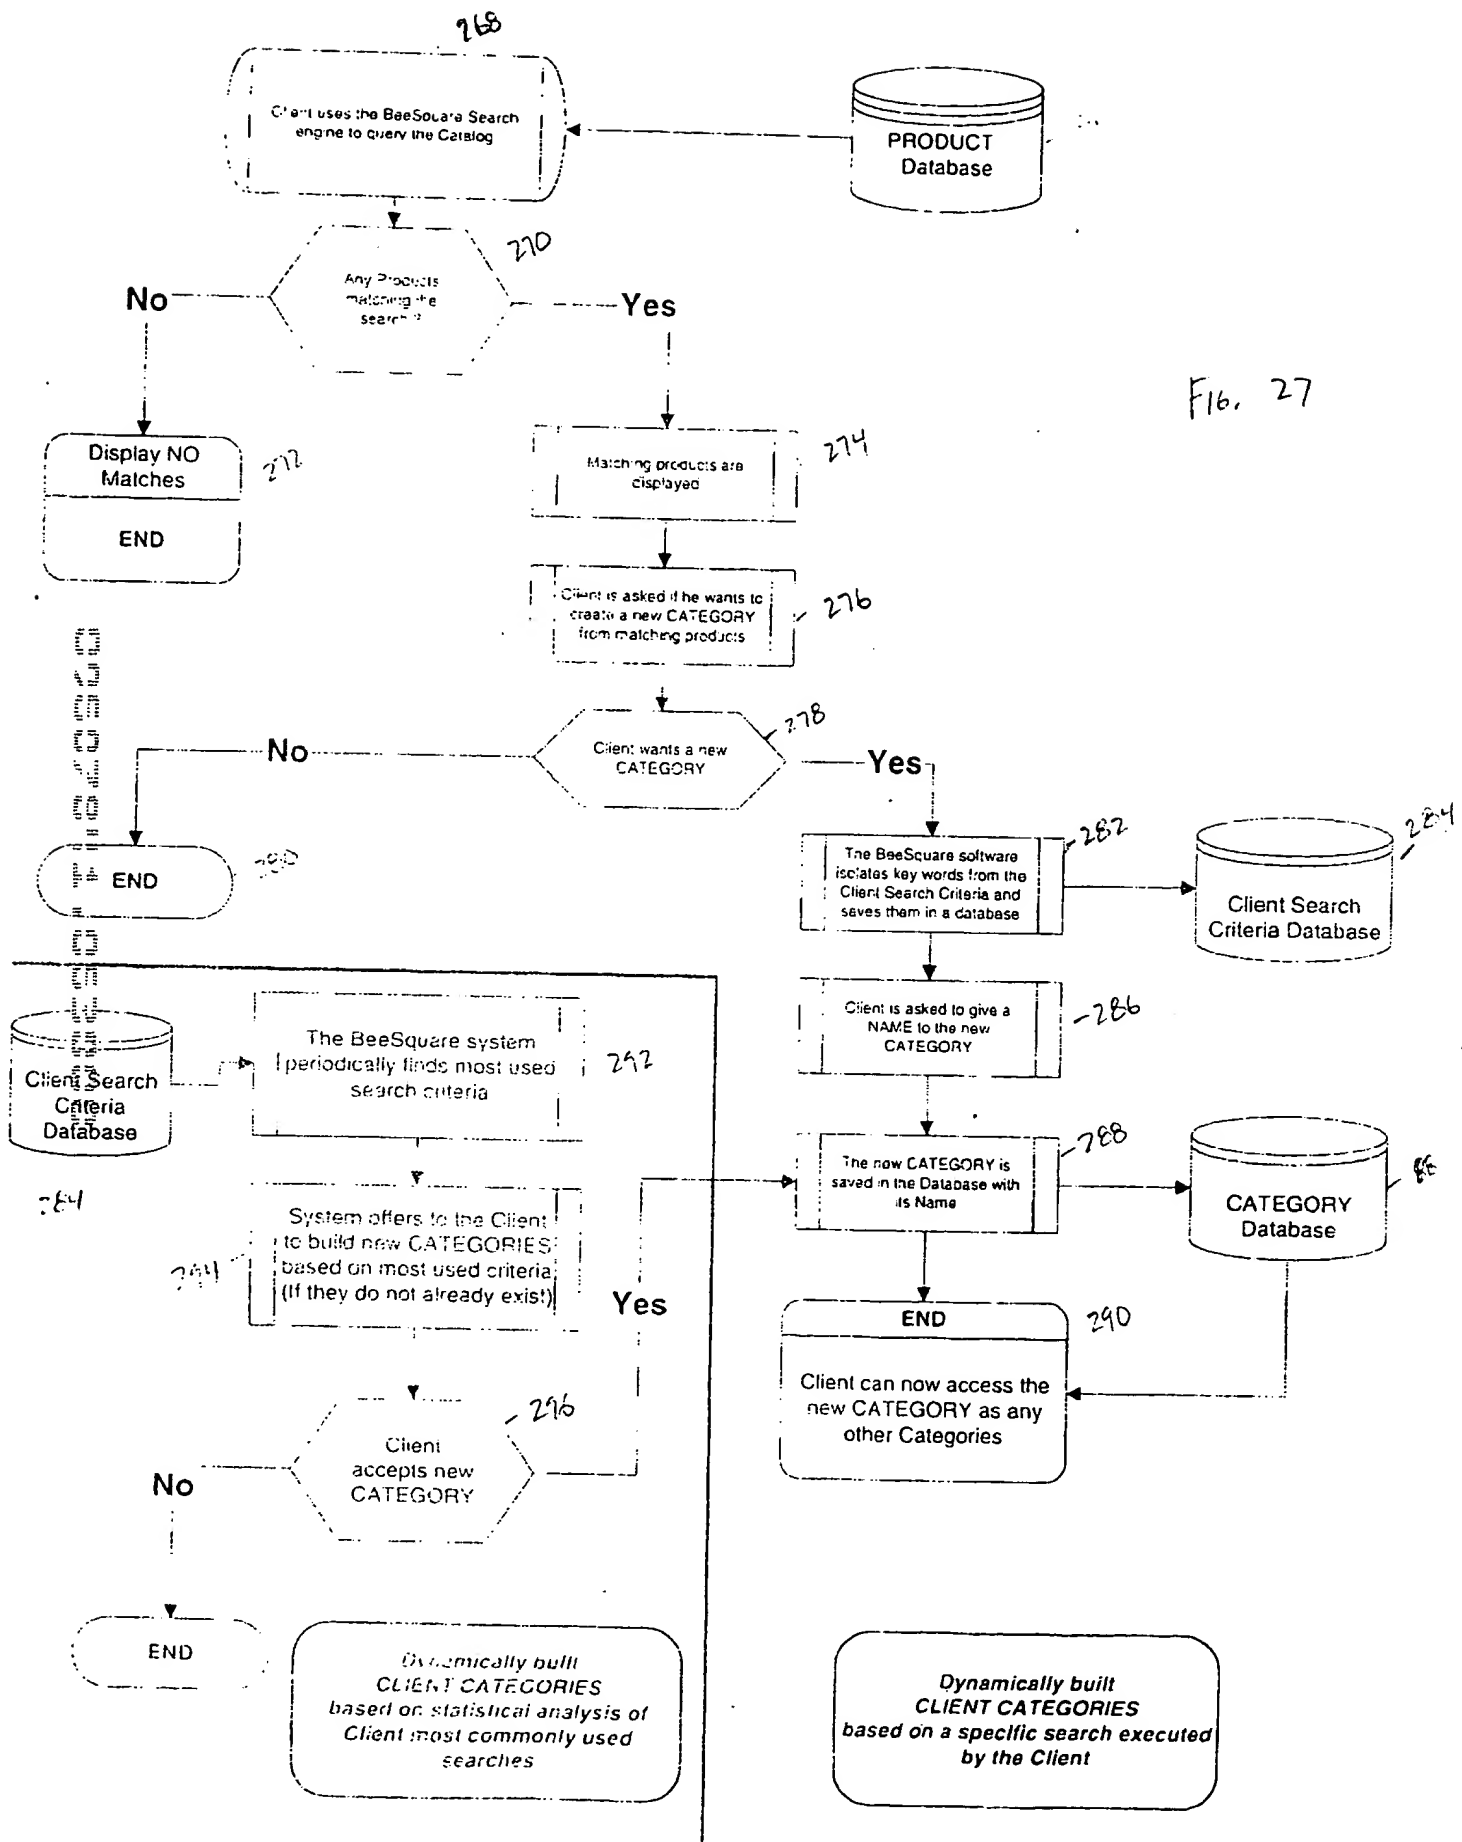 268
Client uses the BeeSquare Search
engine to query the Catalog
PRODUCT
Database
270
Any Products
matching the
search ?
No
Yes
FIG. 27
Display NO
Matches
END
272
274
Matching products are
displayed
Client is asked if he wants to
create a new CATEGORY
from matching products
276
278
Client wants a new
CATEGORY
No
Yes
END
280
The BeeSquare software
isolates key words from the
Client Search Criteria and
saves them in a database
282
284
Client Search
Criteria Database
Client is asked to give a
NAME to the new
CATEGORY
286
Client Search
Criteria
Database
284
The BeeSquare system
periodically finds most used
search criteria
292
The new CATEGORY is
saved in the Database with
its Name
288
CATEGORY
Database
88
System offers to the Client
to build new CATEGORIES
based on most used criteria
(If they do not already exist)
294
Yes
END
290
Client can now access the
new CATEGORY as any
other Categories
Client
accepts new
CATEGORY
296
No
END
Dynamically built
CLIENT CATEGORIES
based on statistical analysis of
Client most commonly used
searches
Dynamically built
CLIENT CATEGORIES
based on a specific search executed
by the Client